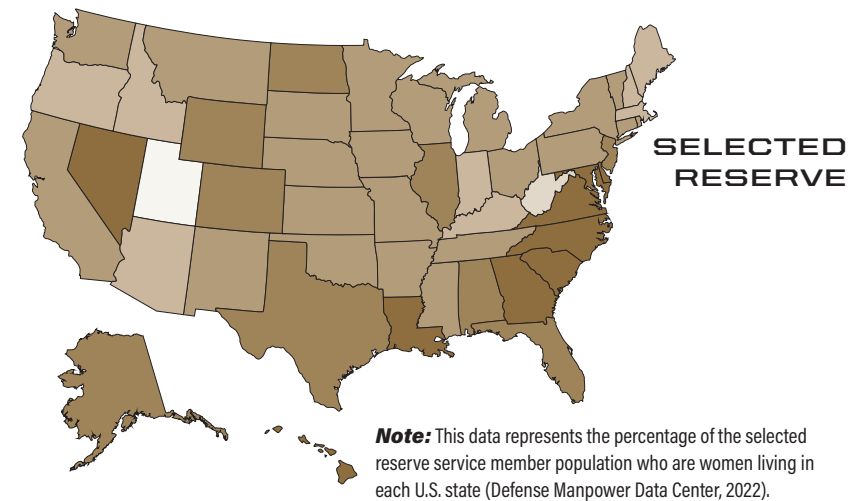 SELECTED
RESERVE
Note: This data represents the percentage of the selected
reserve service member population who are women living in
each U.S. state (Defense Manpower Data Center, 2022).